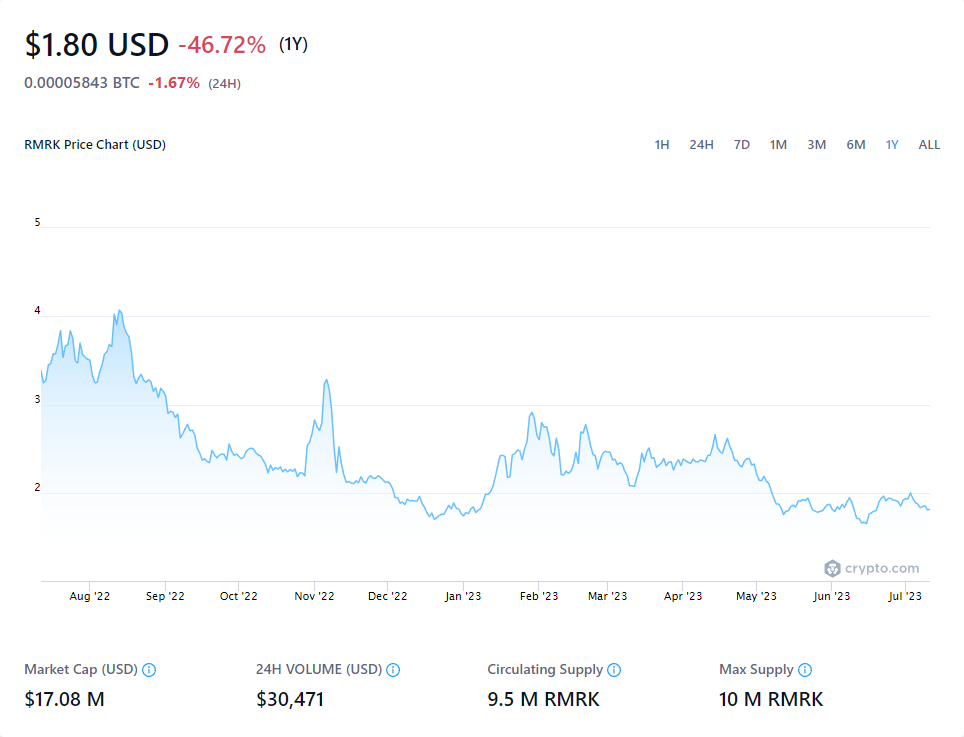 $1.80 USD -46.72% (1Y)
0.00005843 BTC -1.67% (24H)
RMRK Price Chart (USD) 1H 24H 7D 1M 3M 6M 1Y ALL
5
4
3
2
crypto.com
Aug '22 Sep '22 Oct '22 Nov '22 Dec '22 Jan '23 Feb '23 Mar '23 Apr '23 May '23 Jun '23 Jul '23
Market Cap (USD) 24H VOLUME (USD) Circulating Supply Max Supply
$17.08 M $30,471 9.5 M RMRK 10 M RMRK